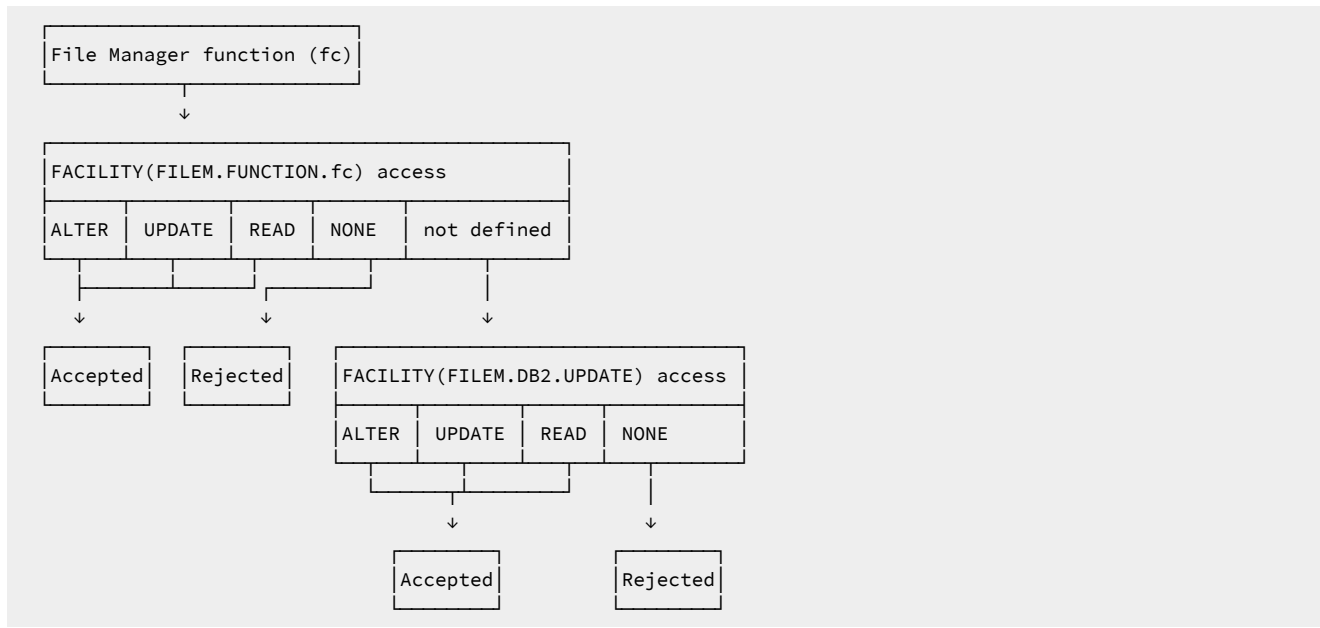 File Manager function (fc)
FACILITY(FILEM.FUNCTION.fc) access
ALTER UPDATE READ NONE not defined
Accepted Rejected FACILITY(FILEM.DB2.UPDATE) access
ALTER UPDATE READ NONE
Accepted Rejected